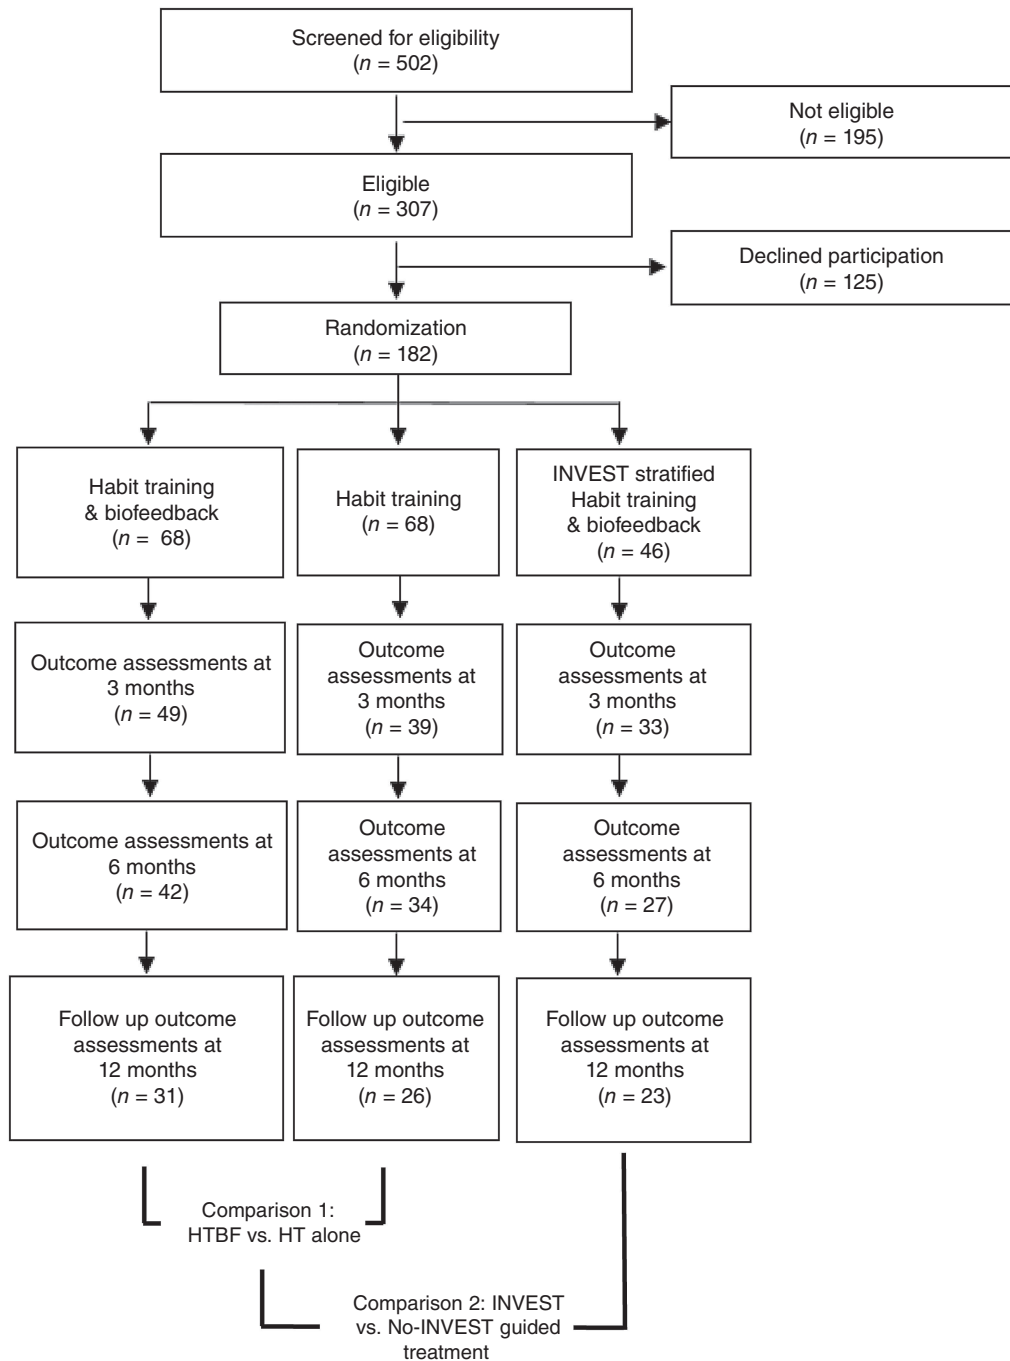 Screened for eligibility
(n = 502)
Not eligible
(n = 195)
Eligible
(n = 307)
Declined participation
(n = 125)
Randomization
(n = 182)
Habit training
& biofeedback
(n = 68)
Habit training
(n = 68)
INVEST stratified
Habit training
& biofeedback
(n = 46)
Outcome assessments at
3 months
(n = 49)
Outcome
assessments at
3 months
(n = 39)
Outcome
assessments at
3 months
(n = 33)
Outcome assessments at
6 months
(n = 42)
Outcome
assessments at
6 months
(n = 34)
Outcome
assessments at
6 months
(n = 27)
Follow up outcome
assessments at
12 months
(n = 31)
Follow up outcome
assessments at
12 months
(n = 26)
Follow up outcome
assessments at
12 months
(n = 23)
Comparison 1:
HTBF vs. HT alone
Comparison 2: INVEST
vs. No-INVEST guided
treatment